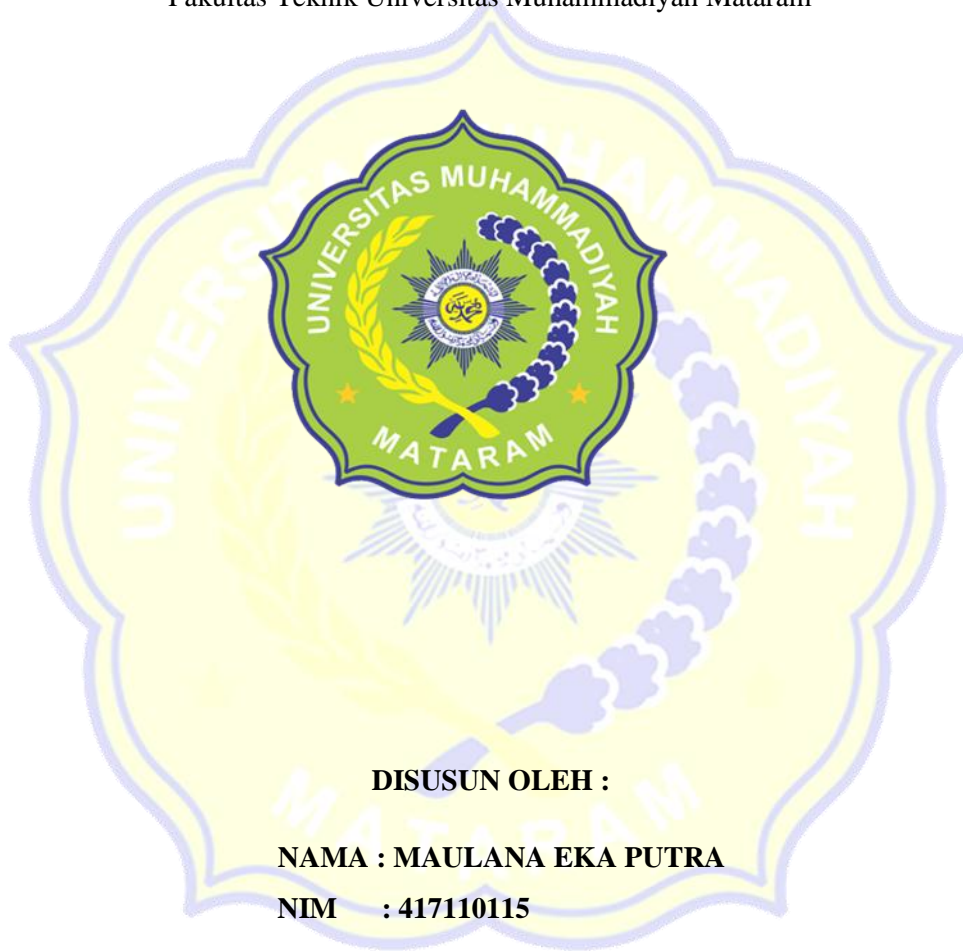 Fakultas Teknik Universitas Muhammadiyah Mataram
UNIVERSITAS MUHAMMADIYAH
MATARAM
DISUSUN OLEH :
NAMA : MAULANA EKA PUTRA
NIM : 417110115